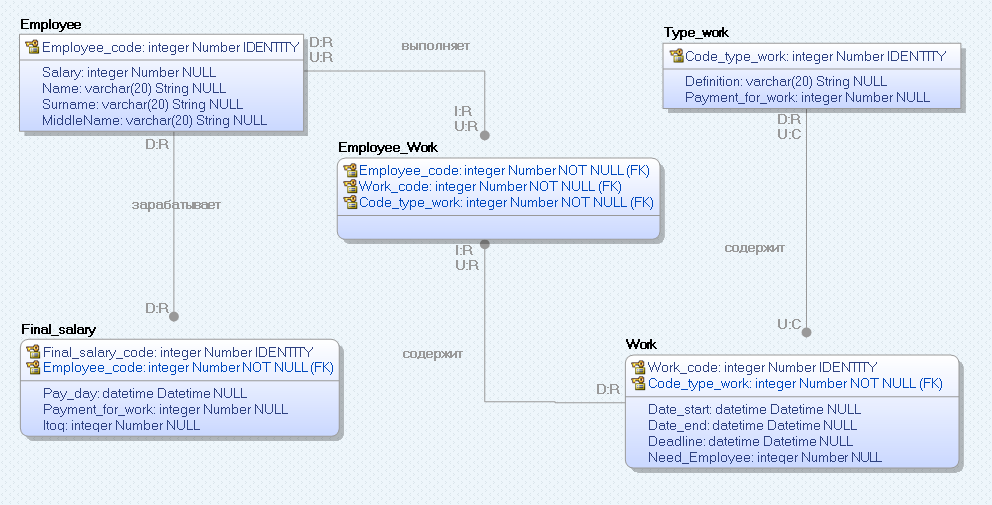 Employee
Employee_code: integer Number IDENTITY
Salary: integer Number NULL
Name: varchar(20) String NULL
Surname: varchar(20) String NULL
MiddleName: varchar(20) String NULL
D:R
U:R
выполняет
Type_work
Code_type_work: integer Number IDENTITY
Definition: varchar(20) String NULL
Payment_for_work: integer Number NULL
D:R
U:C
D:R
I:R
U:R
Employee_Work
Employee_code: integer Number NOT NULL (FK)
Work_code: integer Number NOT NULL (FK)
Code_type_work: integer Number NOT NULL (FK)
зарабатывает
I:R
U:R
содержит
D:R
U:C
Final_salary
Final_salary_code: integer Number IDENTITY
Employee_code: integer Number NOT NULL (FK)
Pay_day: datetime Datetime NULL
Payment_for_work: integer Number NULL
Itog: integer Number NULL
содержит
D:R
Work
Work_code: integer Number IDENTITY
Code_type_work: integer Number NOT NULL (FK)
Date_start: datetime Datetime NULL
Date_end: datetime Datetime NULL
Deadline: datetime Datetime NULL
Need_Employee: integer Number NULL